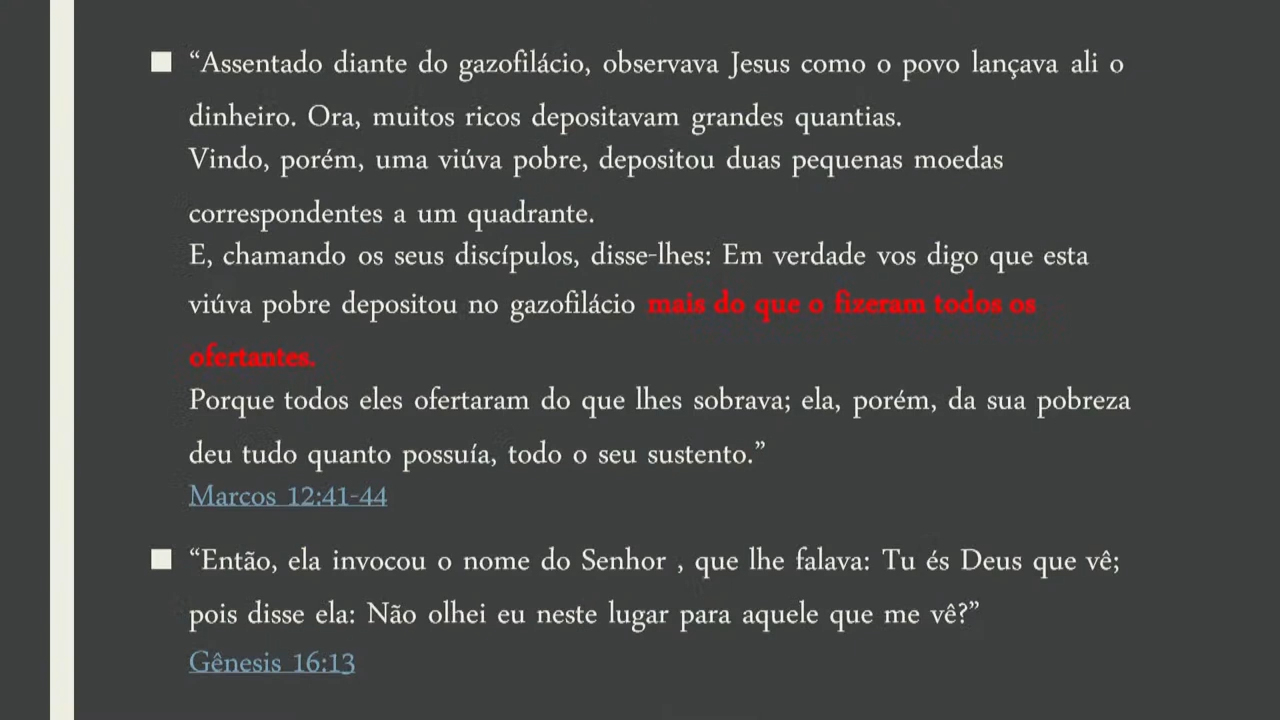 “Assentado diante do gazofilácio, observava Jesus como o povo lançava ali o
dinheiro. Ora, muitos ricos depositavam grandes quantias.
Vindo, porém, uma viúva pobre, depositou duas pequenas moedas
correspondentes a um quadrante.
E, chamando os seus discípulos, disse-lhes: Em verdade vos digo que esta
viúva pobre depositou no gazofilácio mais do que o fizeram todos os
ofertantes.
Porque todos eles ofertaram do que lhes sobrava; ela, porém, da sua pobreza
deu tudo quanto possuía, todo o seu sustento.”
Marcos 12:41-44
“Então, ela invocou o nome do Senhor , que lhe falava: Tu és Deus que vê;
pois disse ela: Não olhei eu neste lugar para aquele que me vê?”
Gênesis 16:13